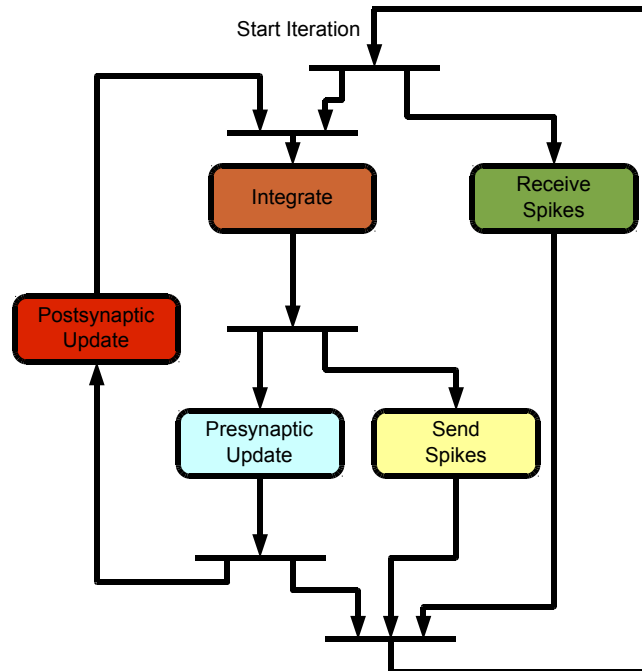 Start Iteration
Integrate
Receive
Spikes
Postsynaptic
Update
Presynaptic
Update
Send
Spikes